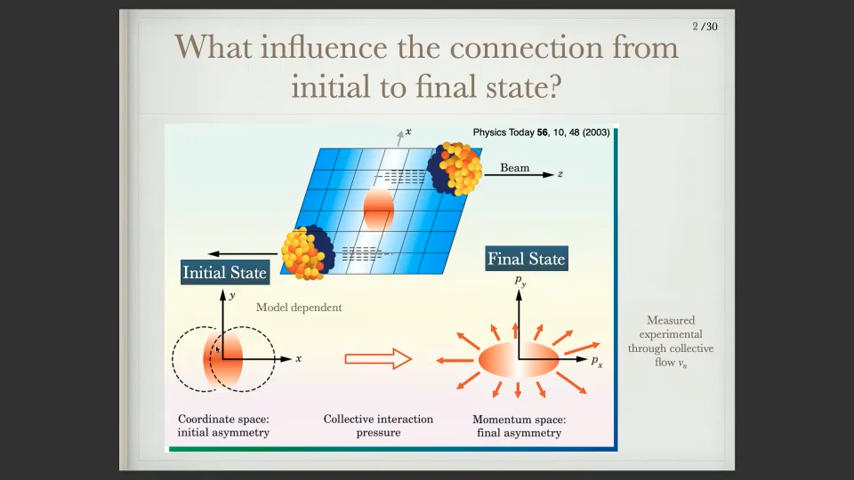 2 /30
What influence the connection from
initial to final state?
Physics Today 56, 10, 48 (2003)
x
Beam
z
Initial State
Final State
y
Model dependent
x
p_y
p_x
Measured
experimental
through collective
flow v_n
Coordinate space:
initial asymmetry
Collective interaction
pressure
Momentum space:
final asymmetry